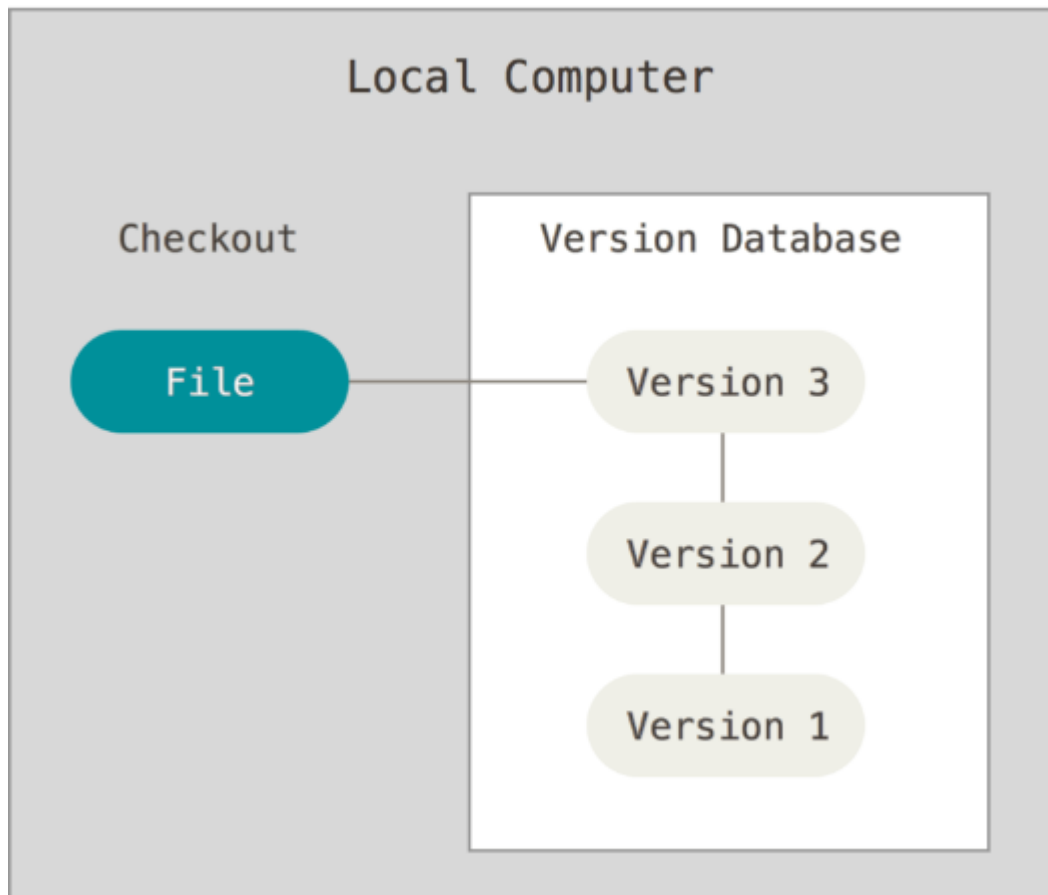 Local Computer
Checkout
Version Database
File
Version 3
Version 2
Version 1